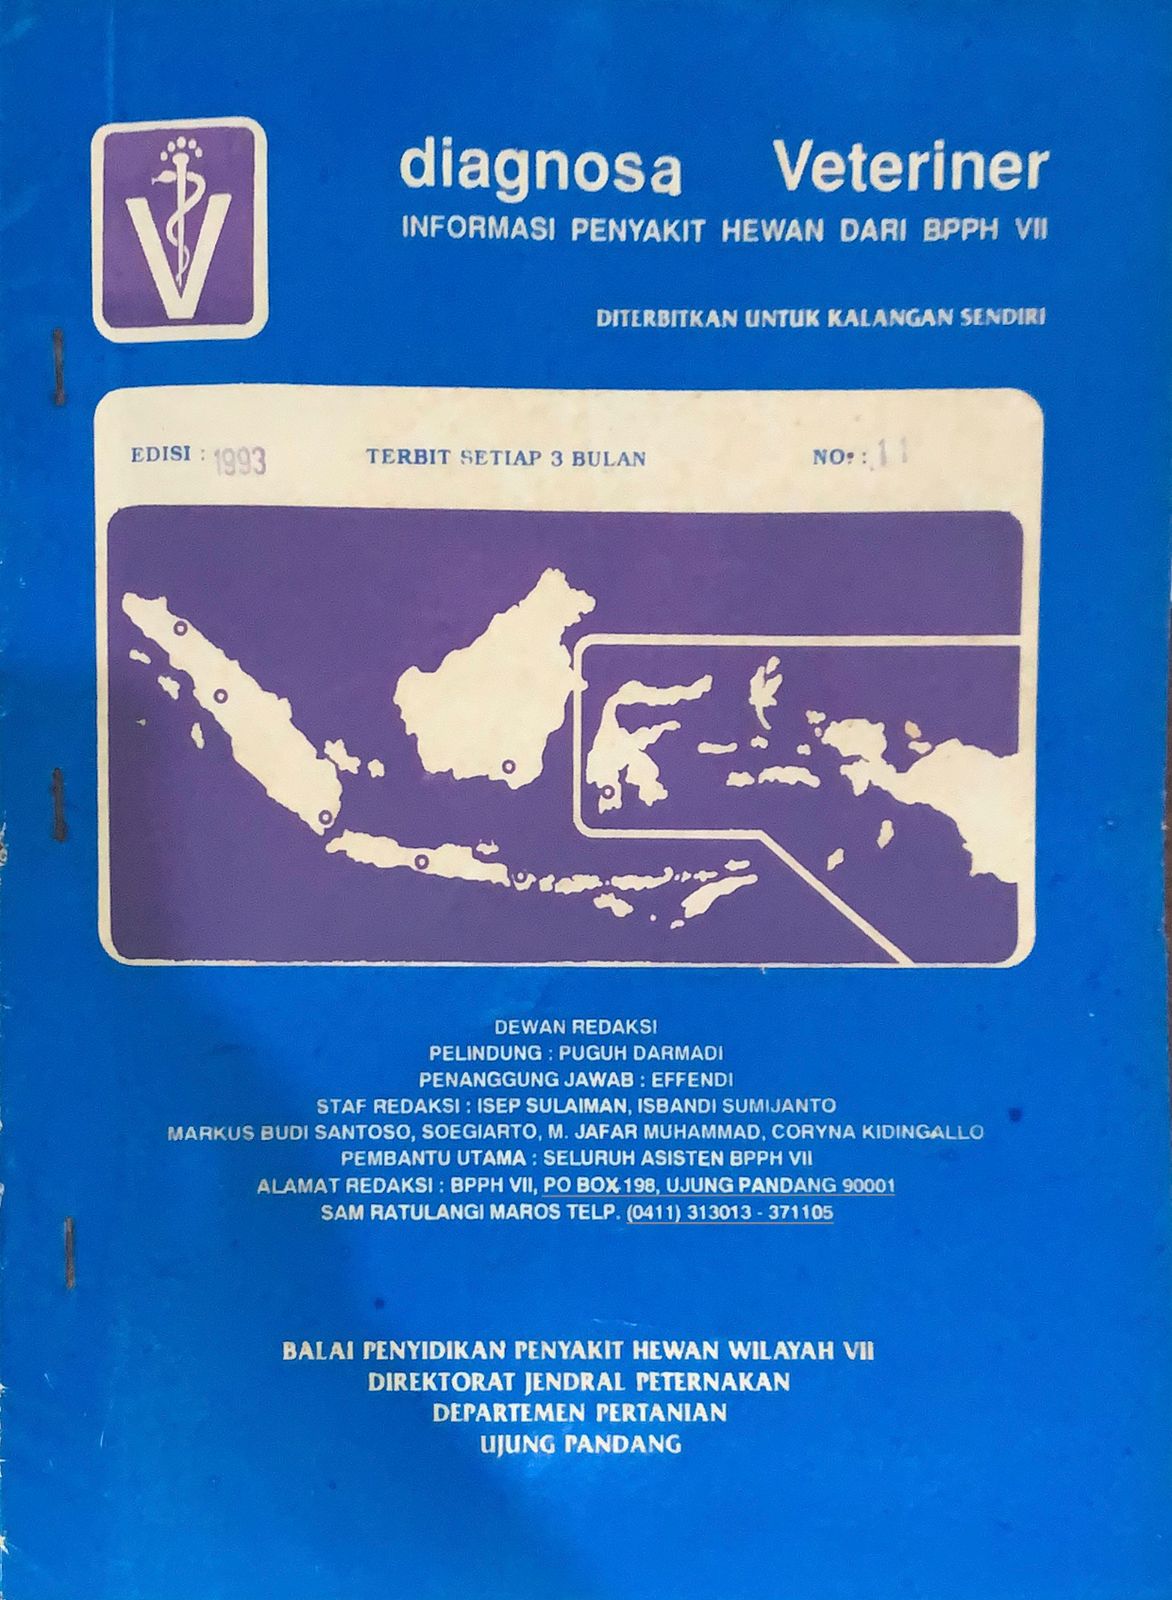 V
diagnosa Veteriner
INFORMASI PENYAKIT HEWAN DARI BPPH VII
DITERBITKAN UNTUK KALANGAN SENDIRI
EDISI : 1993 TERBIT SETIAP 3 BULAN NO. : 11
DEWAN REDAKSI
PELINDUNG : PUGUH DARMADI
PENANGGUNG JAWAB : EFFENDI
STAF REDAKSI : ISEP SULAIMAN, ISBANDI SUMIJANTO
MARKUS BUDI SANTOSO, SOEGIARTO, M. JAFAR MUHAMMAD, CORYNA KIDINGALLO
PEMBANTU UTAMA : SELURUH ASISTEN BPPH VII
ALAMAT REDAKSI : BPPH VII, PO BOX 198, UJUNG PANDANG 90001
SAM RATULANGI MAROS TELP. (0411) 313013 - 371105
BALAI PENYIDIKAN PENYAKIT HEWAN WILAYAH VII
DIREKTORAT JENDRAL PETERNAKAN
DEPARTEMEN PERTANIAN
UJUNG PANDANG